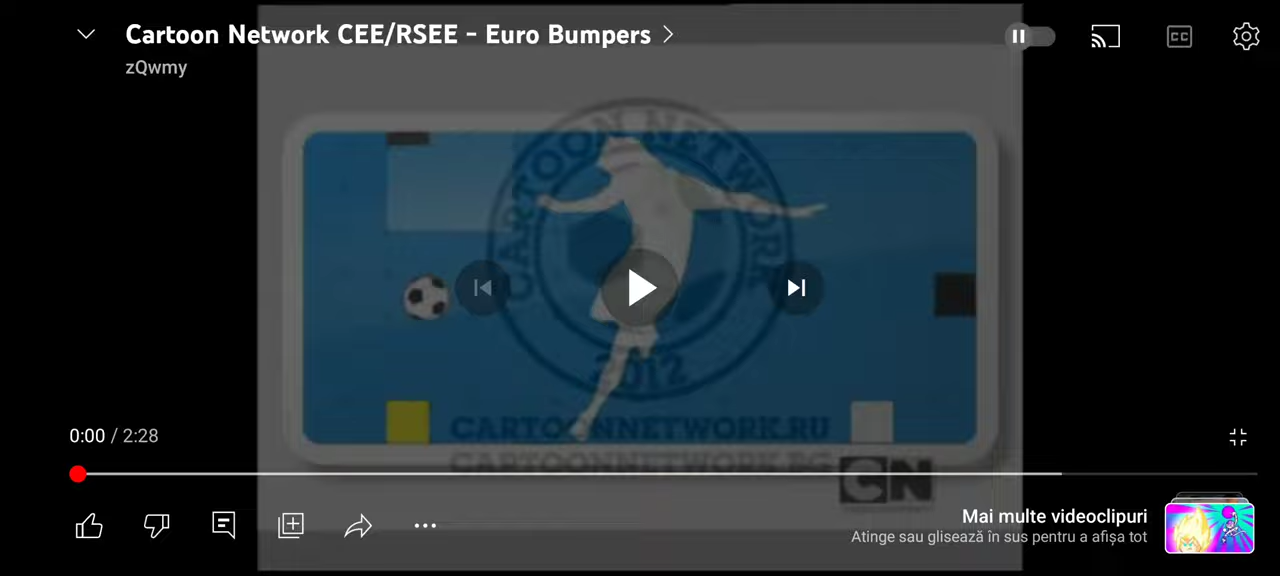 Cartoon Network CEE/RSEE - Euro Bumpers
zQwmy
CC
CARTOON NETWORK
2012
CARTOONNETWORK.RU
CARTOONNETWORK.BG
CN
0:00 / 2:28
Mai multe videoclipuri
Atinge sau glisează în sus pentru a afișa tot